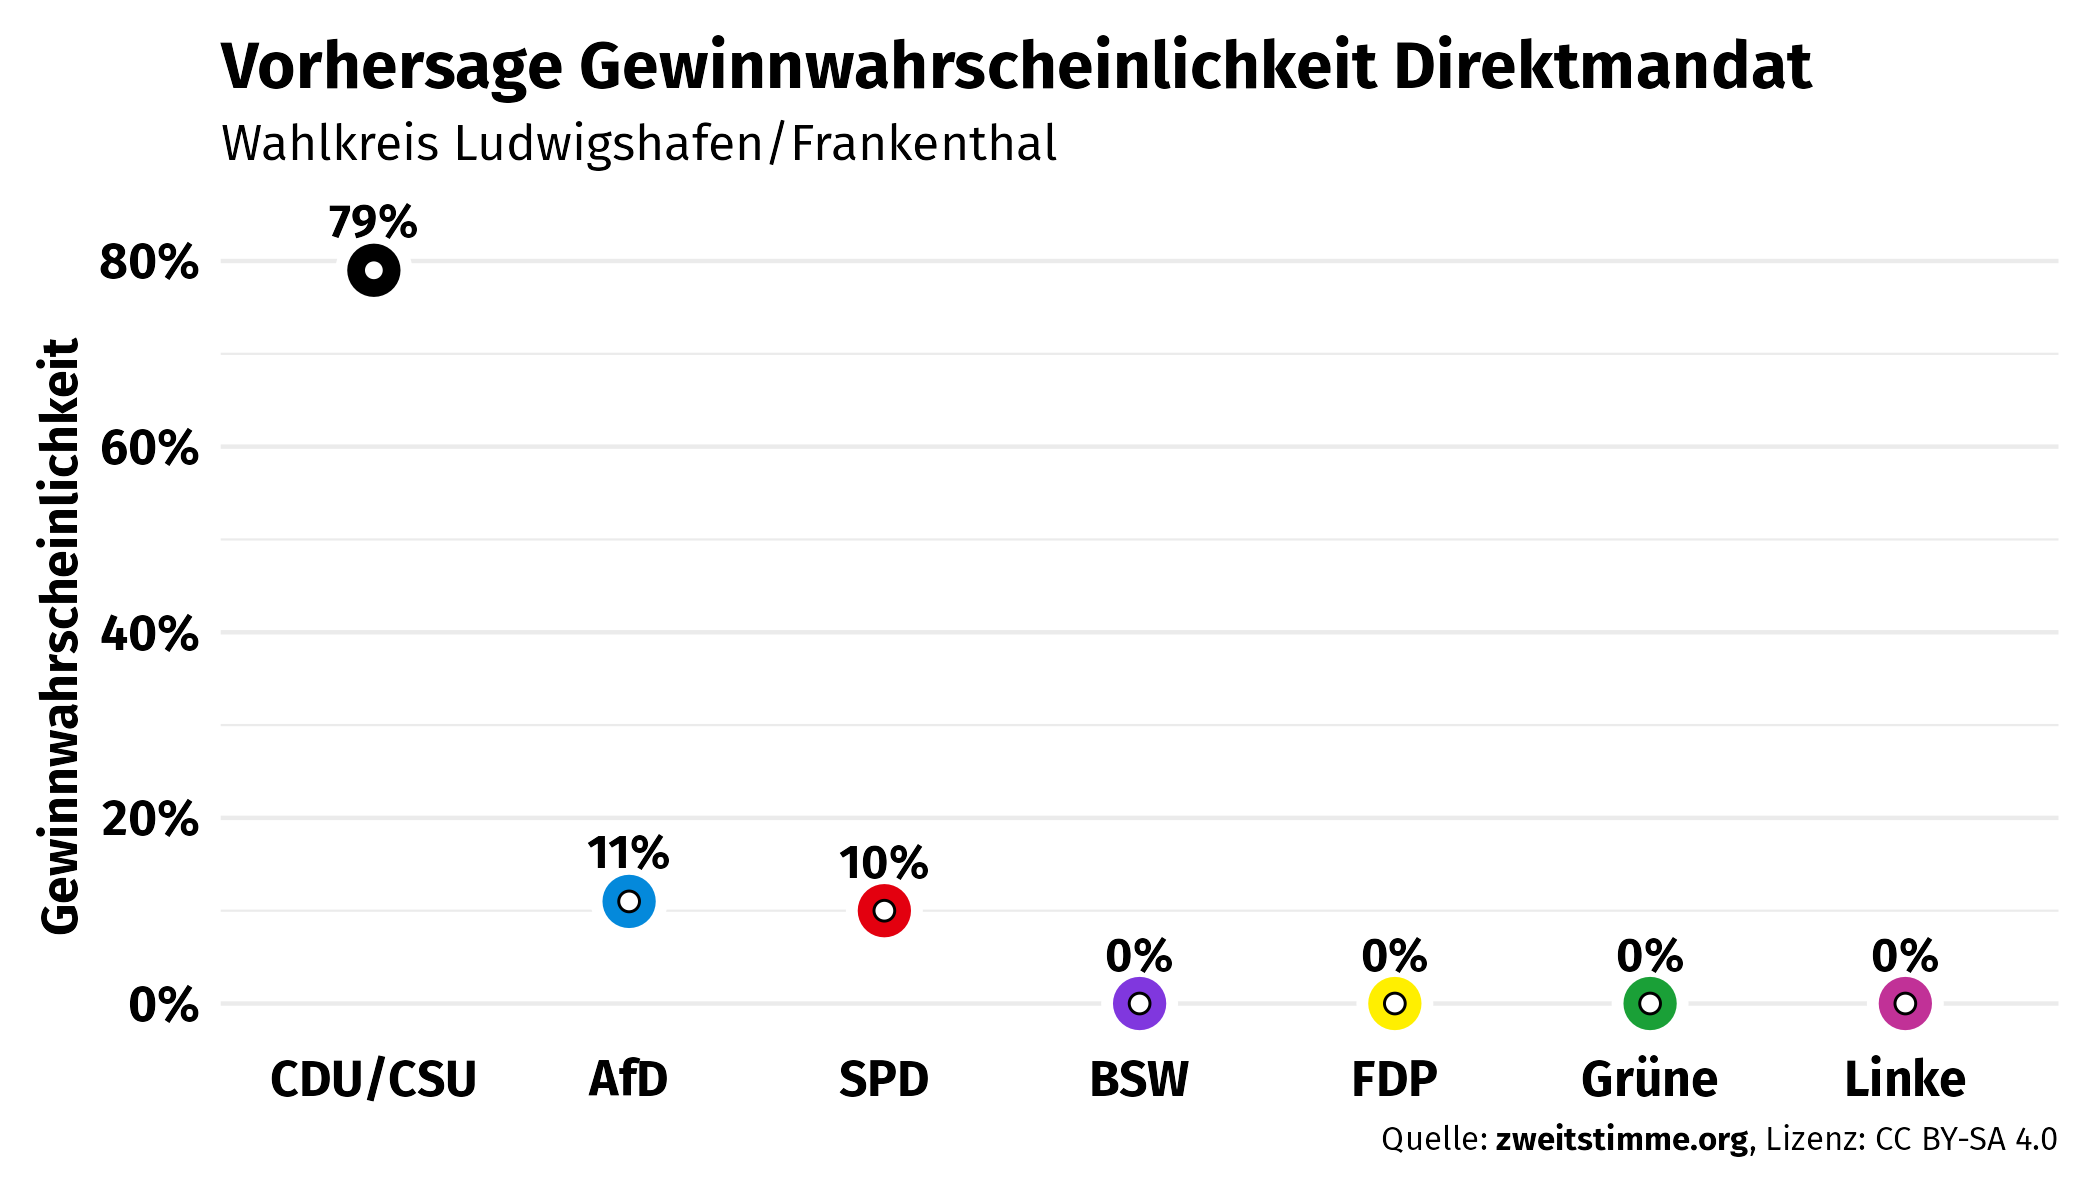 Vorhersage Gewinnwahrscheinlichkeit Direktmandat
Wahlkreis Ludwigshafen/Frankenthal
Gewinnwahrscheinlichkeit
80%
60%
40%
20%
0%
79%
11%
10%
0%
0%
0%
0%
CDU/CSU
AfD
SPD
BSW
FDP
Grüne
Linke
Quelle: zweitstimme.org, Lizenz: CC BY-SA 4.0